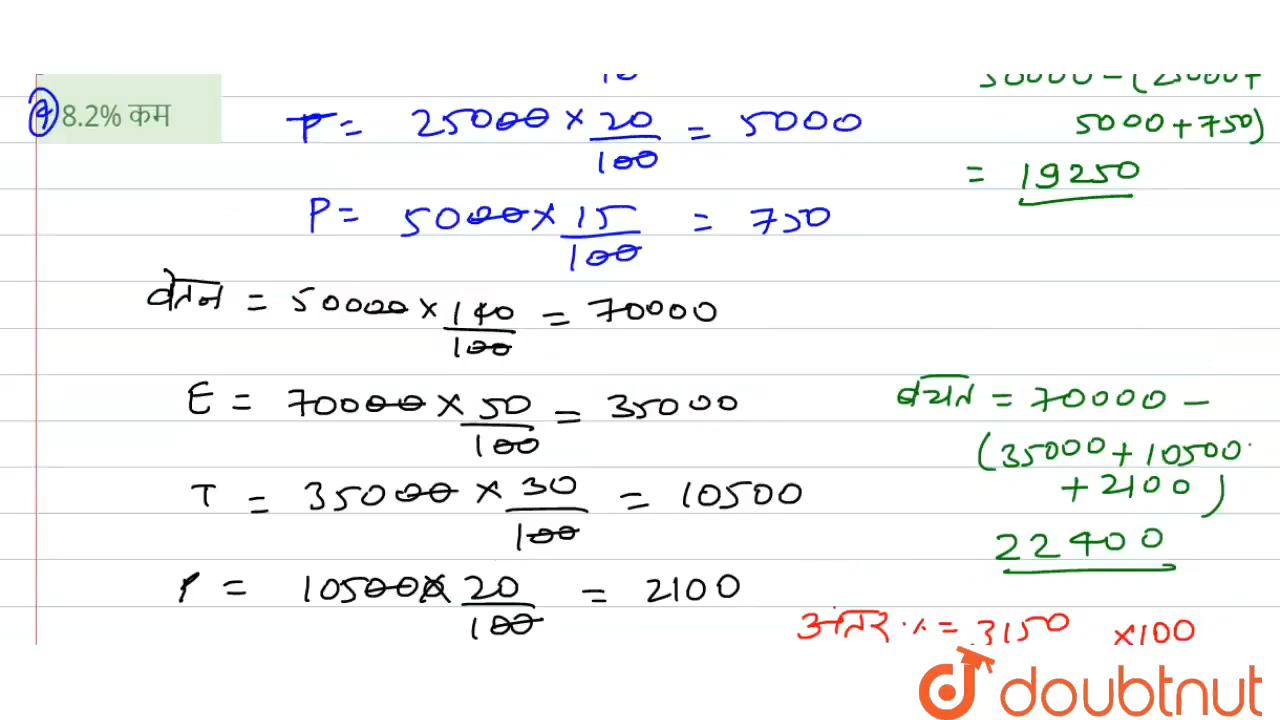 8.2% कम
T = 25000 × 20/100 = 5000
P = 5000 × 15/100 = 750
5000 + 750)
= 19250
वेतन = 50000 × 140/100 = 70000
E = 70000 × 50/100 = 35000
T = 35000 × 30/100 = 10500
P = 10500 × 20/100 = 2100
बचत = 70000 -
(35000 + 10500
+ 2100)
22400
अंतर % = 3150 × 100
doubtnut